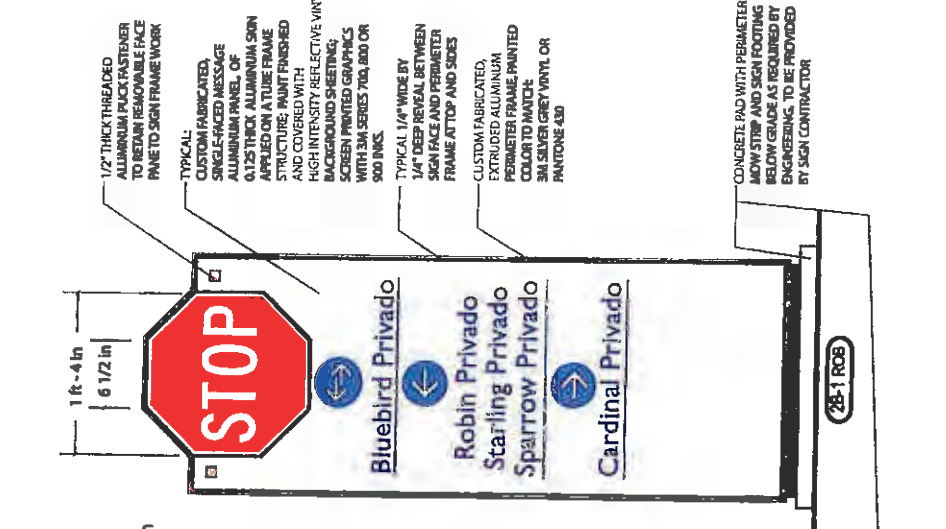 1/2" THICK THREADED
ALUMINUM PUCK FASTENER
TO RETAIN REMOVABLE FACE
PANE TO SIGN FRAME WORK
TYPICAL:
CUSTOM FABRICATED,
SINGLE-FACED MESSAGE
ALUMINUM PANEL, OF
0.125 THICK ALUMINUM SKIN
APPLIED ON A TUBE FRAME
STRUCTURE; PAINT FINISHED
AND COVERED WITH
HIGH INTENSITY REFLECTIVE
BACKGROUND SHEETING;
SCREEN PRINTED GRAPHICS
WITH 3M SERIES 700, 800 OR
900 INKS.
TYPICAL 1/4" WIDE BY
1/4" DEEP REVEAL BETWEEN
SIGN FACE AND PERIMETER
FRAME AT TOP AND SIDES
CUSTOM FABRICATED,
EXTRUDED ALUMINUM
PERIMETER FRAME, PAINTED
COLOR TO MATCH:
3M SILVER GREY VINYL OR
PANTONE 430
CONCRETE PAD WITH PERIMETER
MOW STRIP AND SIGN FOOTING
BELOW GRADE AS REQUIRED BY
ENGINEERING, TO BE PROVIDED
BY SIGN CONTRACTOR
1 ft - 4 in
6 1/2 in
STOP
Bluebird Privado
Robin Privado
Starling Privado
Sparrow Privado
Cardinal Privado
2B-1 ROB